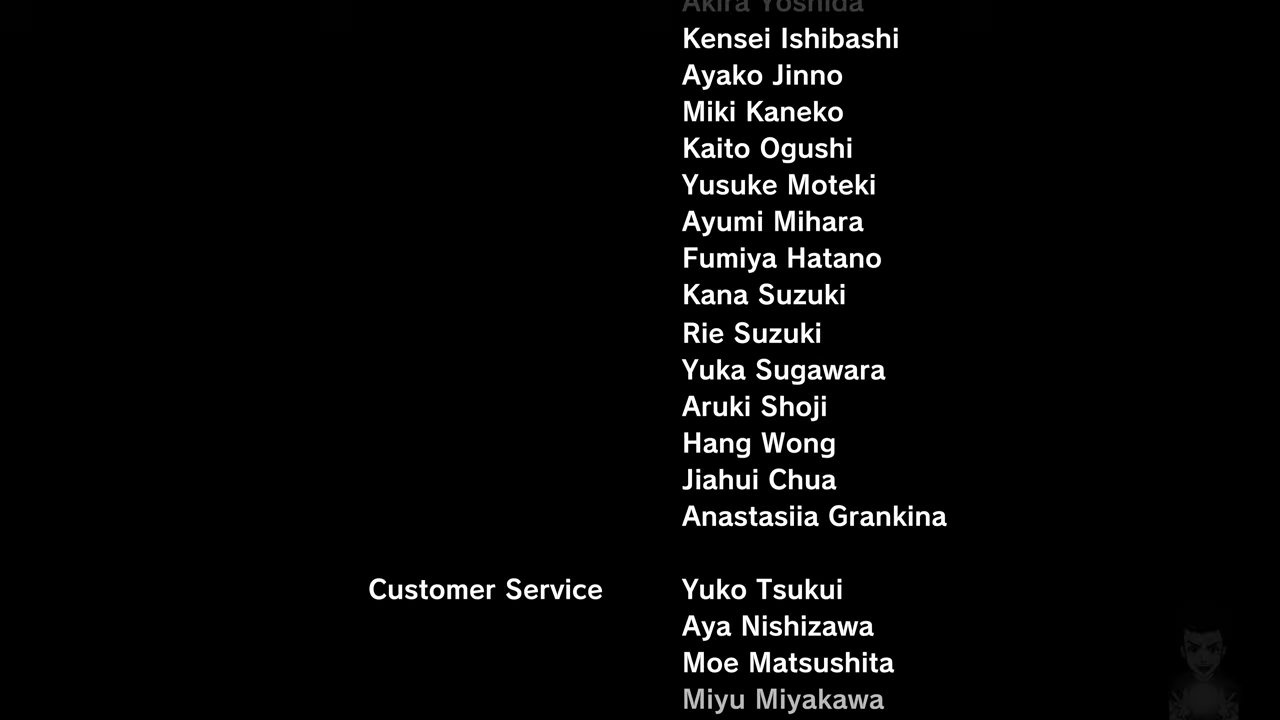 Akira Yoshida
Kensei Ishibashi
Ayako Jinno
Miki Kaneko
Kaito Ogushi
Yusuke Moteki
Ayumi Mihara
Fumiya Hatano
Kana Suzuki
Rie Suzuki
Yuka Sugawara
Aruki Shoji
Hang Wong
Jiahui Chua
Anastasiia Grankina
Customer Service Yuko Tsukui
Aya Nishizawa
Moe Matsushita
Miyu Miyakawa